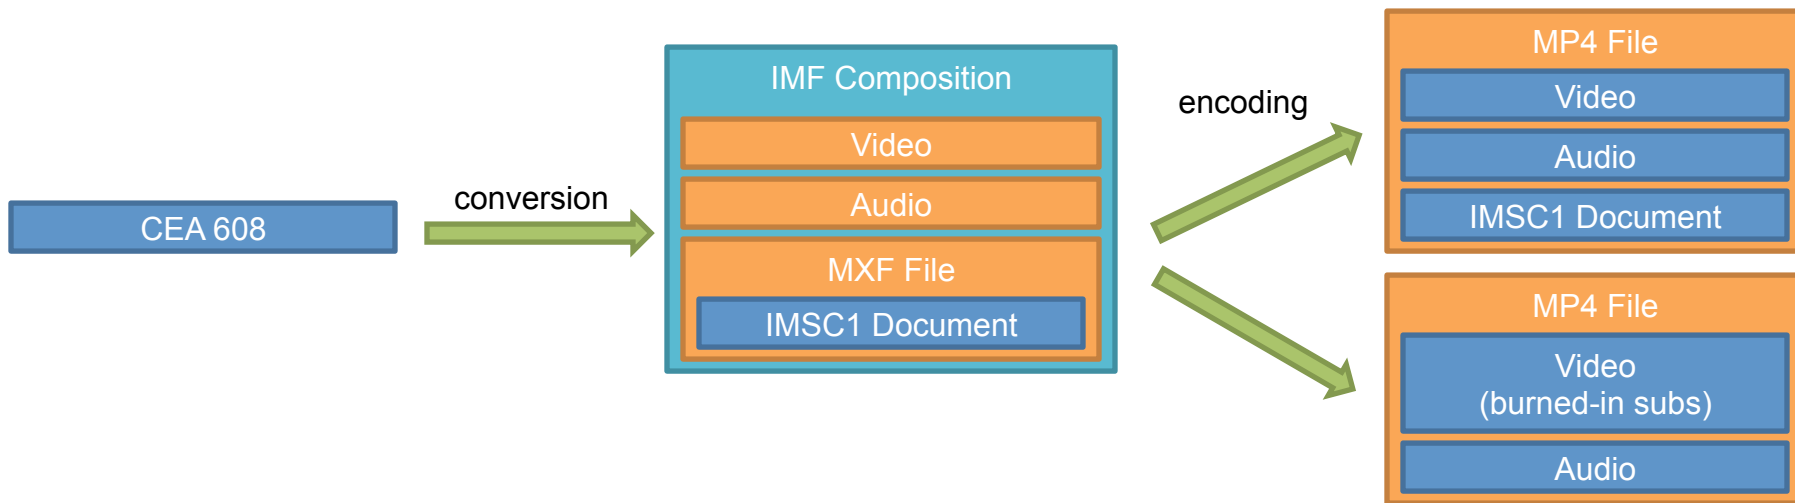 CEA 608
conversion
IMF Composition
Video
Audio
MXF File
IMSC1 Document
encoding
MP4 File
Video
Audio
IMSC1 Document
MP4 File
Video
(burned-in subs)
Audio